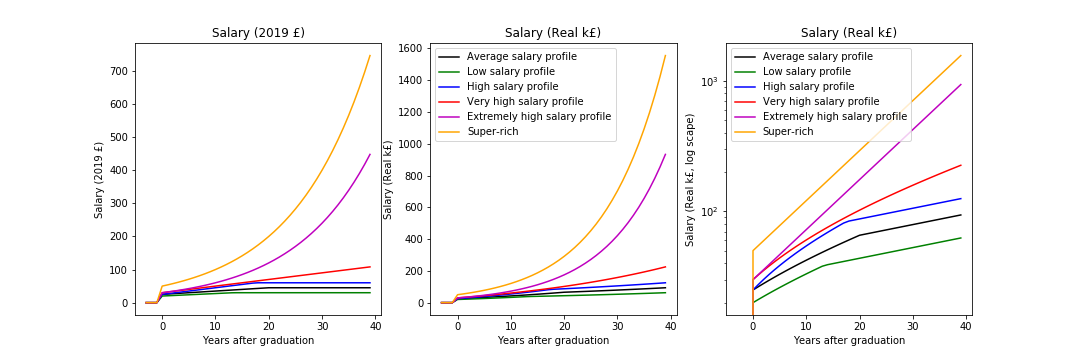 Salary (2019 £)
Salary (2019 £)
700
600
500
400
300
200
100
0
0
10
20
30
40
Years after graduation
Salary (Real k£)
Salary (Real k£)
1600
1400
1200
1000
800
600
400
200
0
Average salary profile
Low salary profile
High salary profile
Very high salary profile
Extremely high salary profile
Super-rich
0
10
20
30
40
Years after graduation
Salary (Real k£)
Salary (Real k£, log scape)
10³
10²
Average salary profile
Low salary profile
High salary profile
Very high salary profile
Extremely high salary profile
Super-rich
0
10
20
30
40
Years after graduation